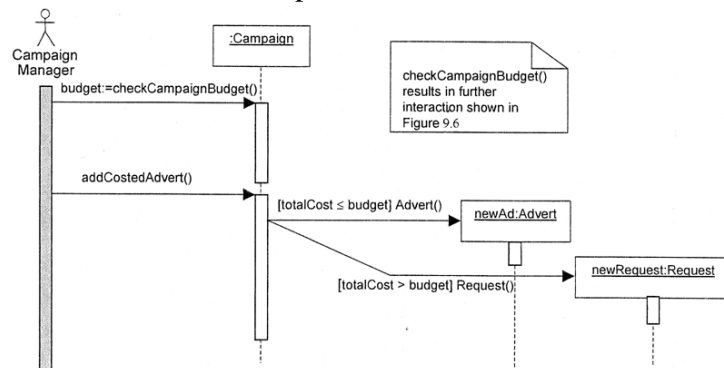 :Campaign
Campaign
Manager
checkCampaignBudget()
results in further
interaction shown in
Figure 9.6
budget:=checkCampaignBudget()
addCostedAdvert()
[totalCost ≤ budget] Advert()
newAd:Advert
newRequest:Request
[totalCost > budget] Request()